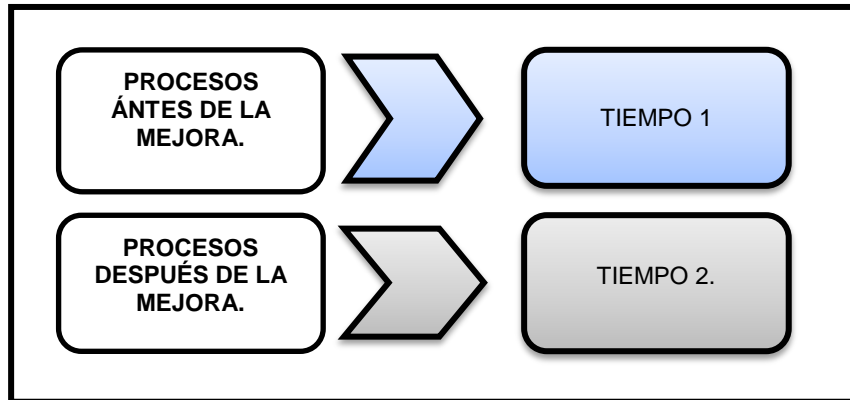 PROCESOS
ÁNTES DE LA
MEJORA.
TIEMPO 1
PROCESOS
DESPUÉS DE LA
MEJORA.
TIEMPO 2.